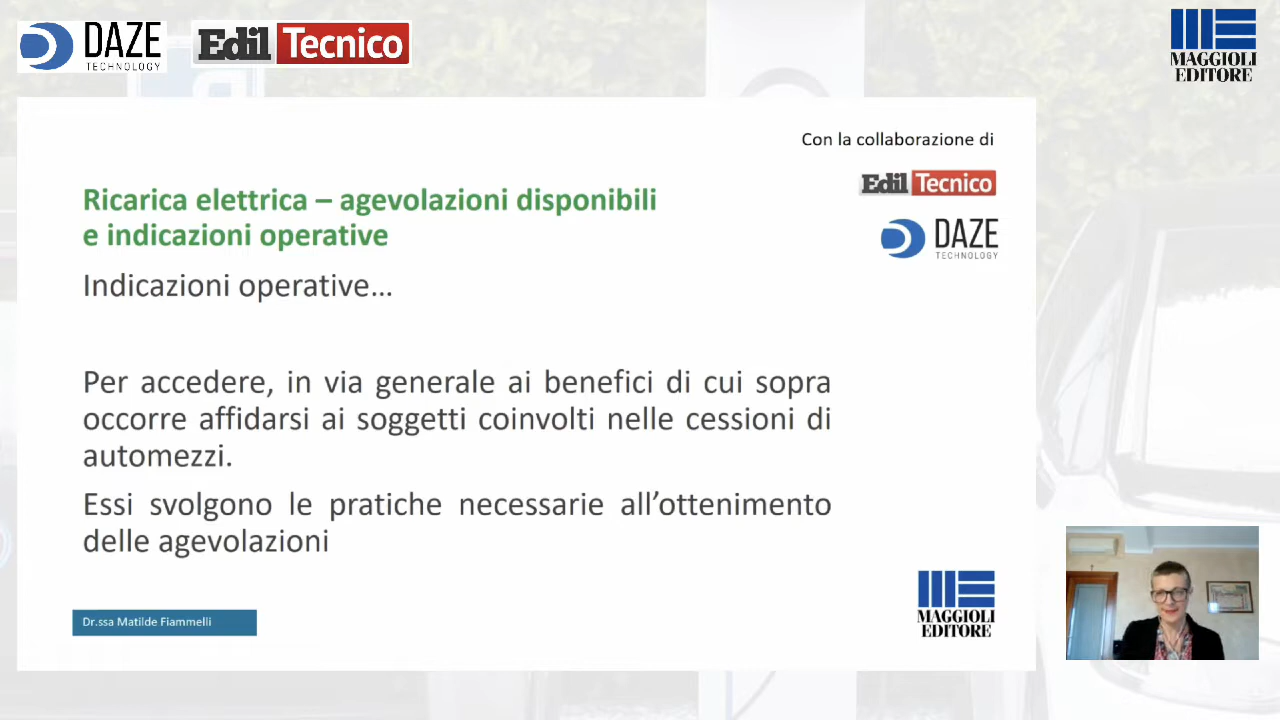 DAZE
TECHNOLOGY
Edil Tecnico
MAGGIOLI
EDITORE
Con la collaborazione di
Edil Tecnico
DAZE
TECHNOLOGY
Ricarica elettrica – agevolazioni disponibili
e indicazioni operative
Indicazioni operative...
Per accedere, in via generale ai benefici di cui sopra
occorre affidarsi ai soggetti coinvolti nelle cessioni di
automezzi.
Essi svolgono le pratiche necessarie all’ottenimento
delle agevolazioni
MAGGIOLI
EDITORE
Dr.ssa Matilde Fiammelli